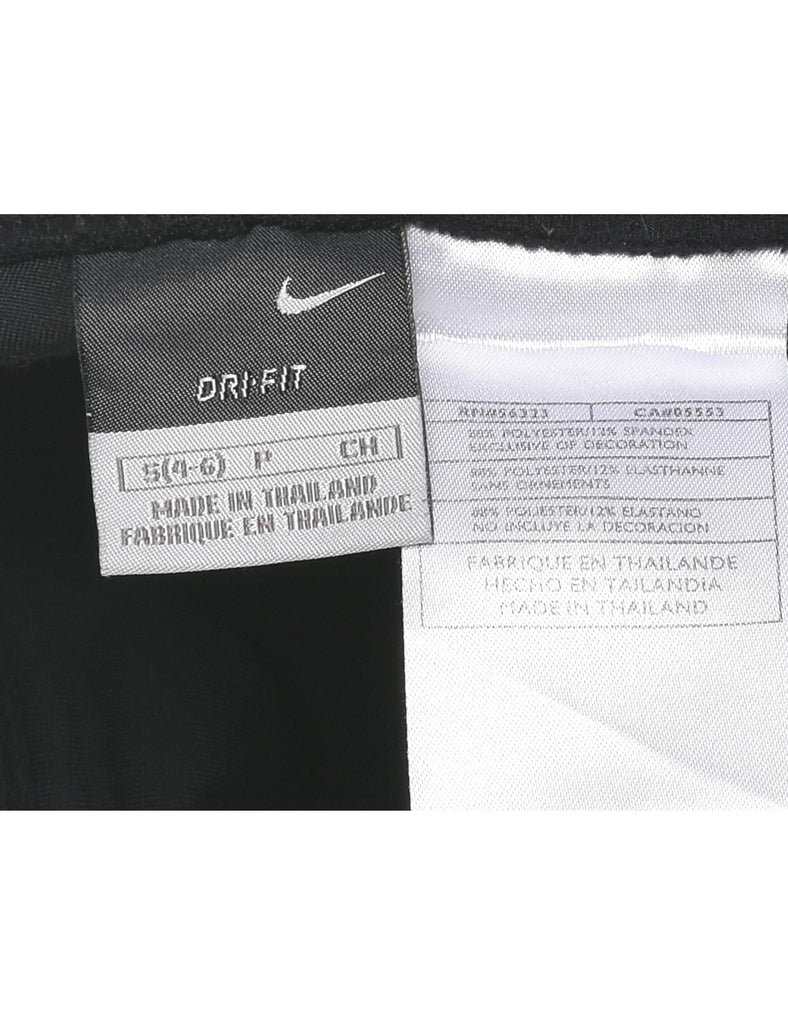 DRI-FIT
S(4-6) P CH
MADE IN THAILAND
FABRIQUE EN THAILANDE
RN#56323 CA#05553
88% POLYESTER/12% SPANDEX
EXCLUSIVE OF DECORATION
88% POLYESTER/12% ELASTHANNE
SANS ORNEMENTS
88% POLIESTER/12% ELASTANO
NO INCLUYE LA DECORACION
FABRIQUE EN THAILANDE
HECHO EN TAILANDIA
MADE IN THAILAND